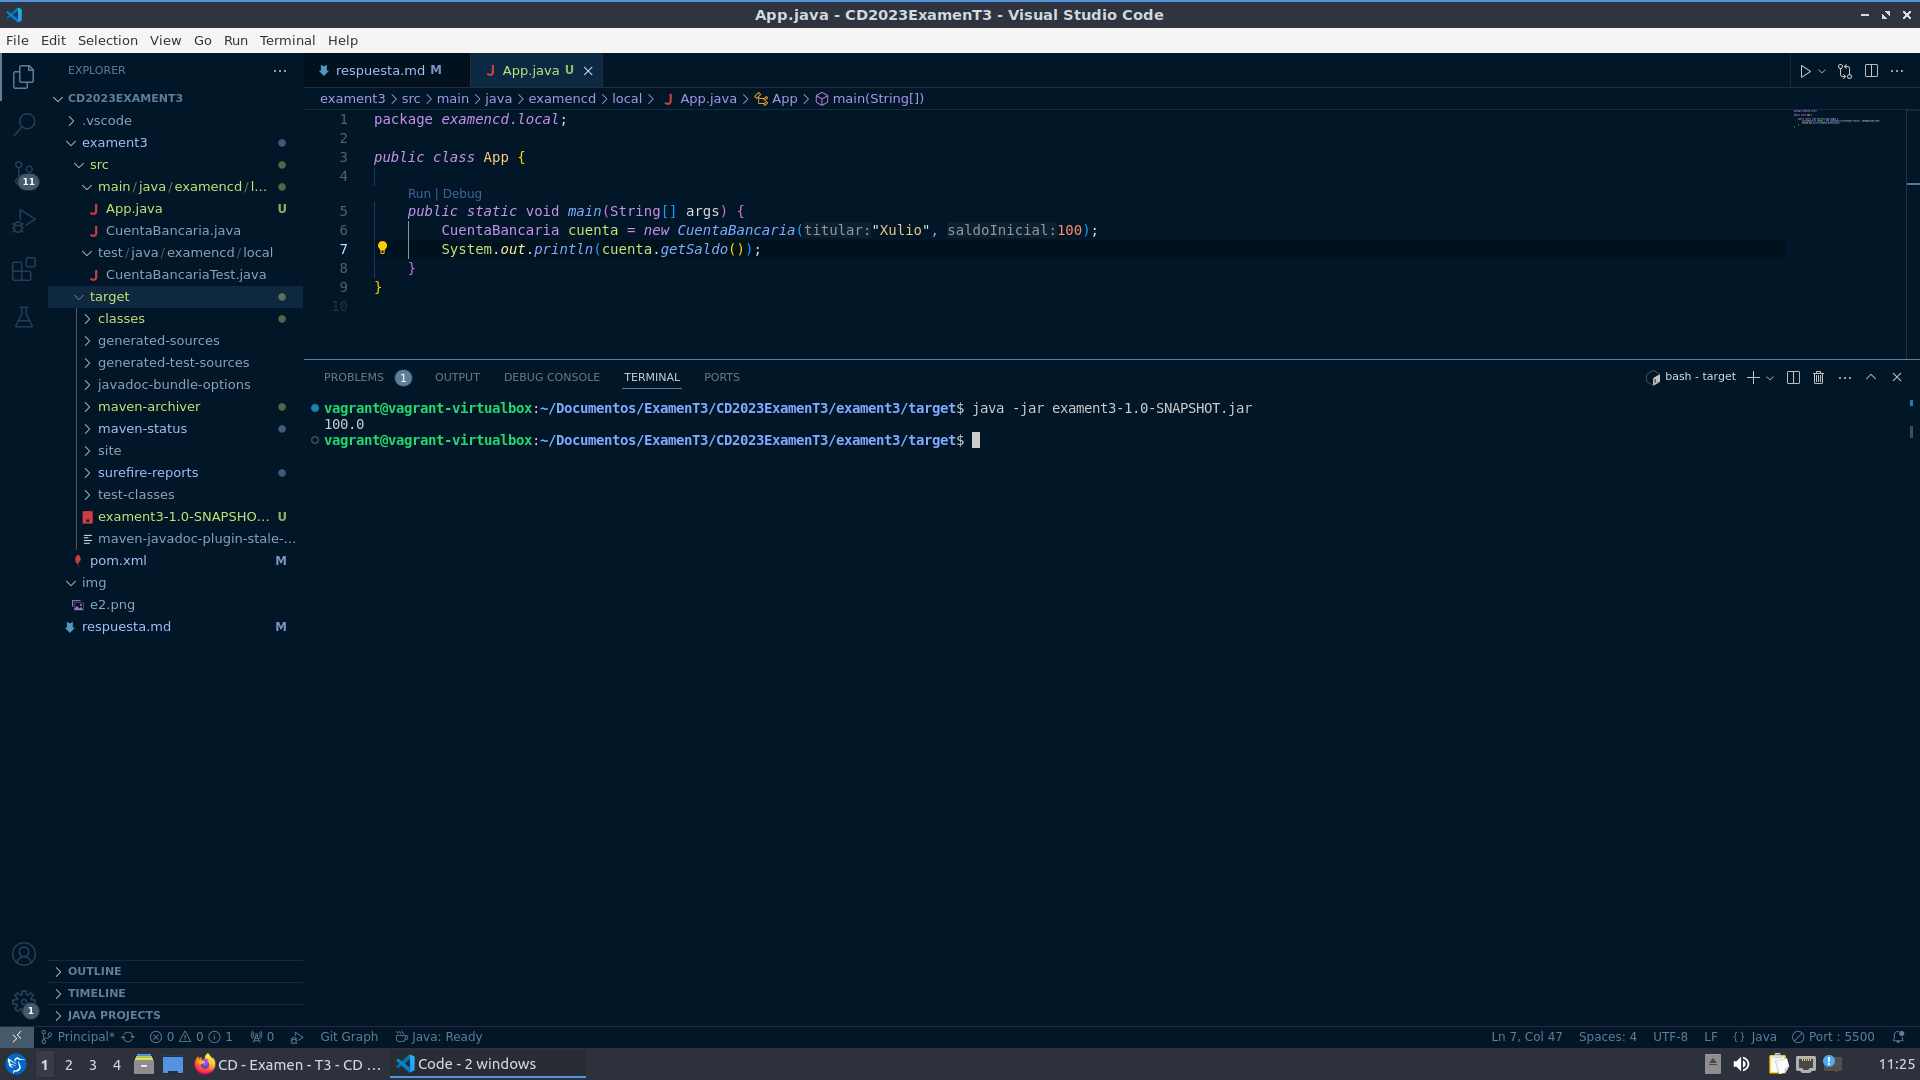 App.java - CD2023ExamenT3 - Visual Studio Code
File Edit Selection View Go Run Terminal Help
EXPLORER
CD2023EXAMENT3
.vscode
exament3
src
main/java/examencd/l...
App.java U
CuentaBancaria.java
test/java/examencd/local
CuentaBancariaTest.java
target
classes
generated-sources
generated-test-sources
javadoc-bundle-options
maven-archiver
maven-status
site
surefire-reports
test-classes
exament3-1.0-SNAPSHO... U
maven-javadoc-plugin-stale-...
pom.xml M
img
e2.png
respuesta.md M
OUTLINE
TIMELINE
JAVA PROJECTS
11
1
respuesta.md M App.java U
exament3 > src > main > java > examencd > local > App.java > App > main(String[])
1 package examencd.local;
2
3 public class App {
4
Run | Debug
5 public static void main(String[] args) {
6 CuentaBancaria cuenta = new CuentaBancaria(titular:"Xulio", saldoInicial:100);
7 System.out.println(cuenta.getSaldo());
8 }
9 }
10
PROBLEMS 1 OUTPUT DEBUG CONSOLE TERMINAL PORTS
bash - target
vagrant@vagrant-virtualbox:~/Documentos/ExamenT3/CD2023ExamenT3/exament3/target$ java -jar exament3-1.0-SNAPSHOT.jar
100.0
vagrant@vagrant-virtualbox:~/Documentos/ExamenT3/CD2023ExamenT3/exament3/target$
Principal* 0 0 1 0 Git Graph Java: Ready
Ln 7, Col 47 Spaces: 4 UTF-8 LF {} Java Port : 5500
1 2 3 4 CD - Examen - T3 - CD ... Code - 2 windows 11:25